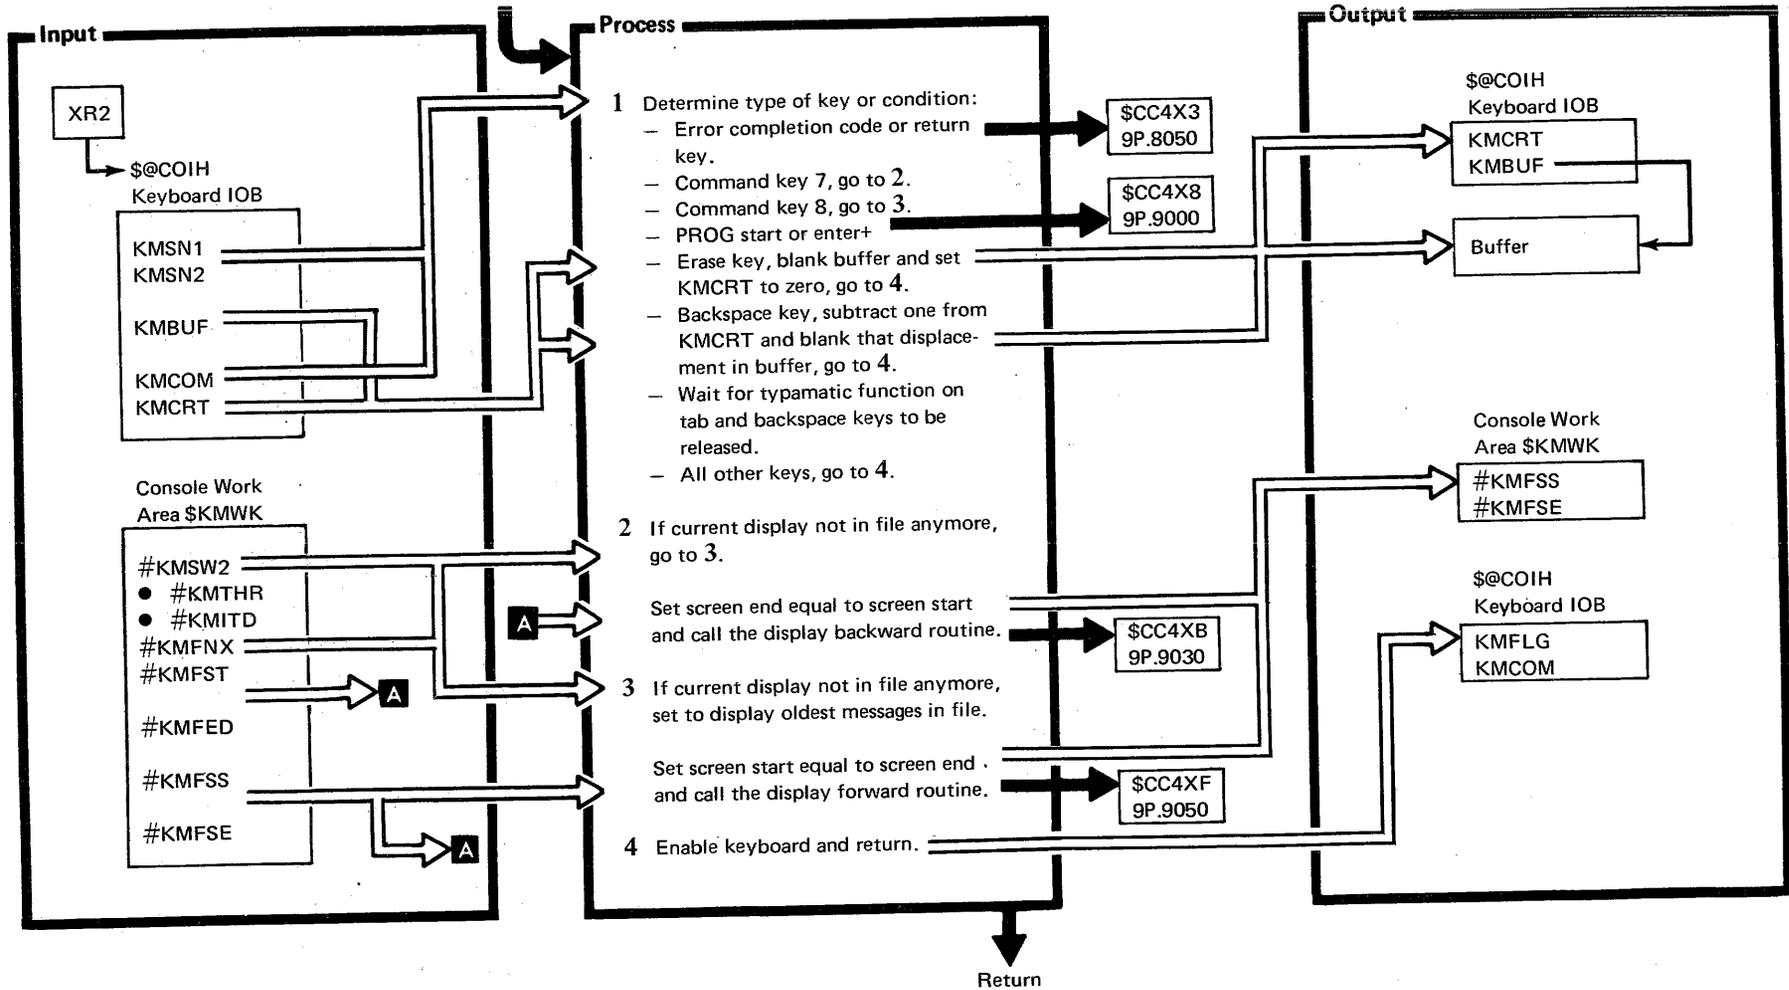 Input
XR2
$@COIH
Keyboard IOB
KMSN1
KMSN2
KMBUF
KMCOM
KMCRT
Console Work
Area $KMWK
#KMSW2
● #KMTHR
● #KMITD
#KMFNX
#KMFST
A
#KMFED
#KMFSS
#KMFSE
A
Process
1 Determine type of key or condition:
— Error completion code or return
key.
— Command key 7, go to 2.
— Command key 8, go to 3.
— PROG start or enter+
— Erase key, blank buffer and set
KMCRT to zero, go to 4.
— Backspace key, subtract one from
KMCRT and blank that displace-
ment in buffer, go to 4.
— Wait for typamatic function on
tab and backspace keys to be
released.
— All other keys, go to 4.
2 If current display not in file anymore,
go to 3.
A
Set screen end equal to screen start
and call the display backward routine.
3 If current display not in file anymore,
set to display oldest messages in file.
Set screen start equal to screen end .
and call the display forward routine.
4 Enable keyboard and return.
Return
$CC4X3
9P.8050
$CC4X8
9P.9000
$CC4XB
9P.9030
$CC4XF
9P.9050
Output
$@COIH
Keyboard IOB
KMCRT
KMBUF
Buffer
Console Work
Area $KMWK
#KMFSS
#KMFSE
$@COIH
Keyboard IOB
KMFLG
KMCOM